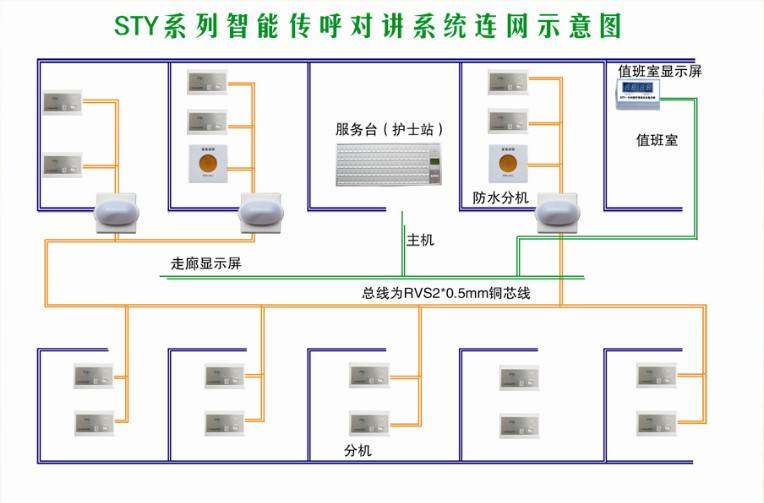 STY系列智能传呼对讲系统连网示意图
值班室显示屏
服务台（护士站）
值班室
防水分机
主机
走廊显示屏
总线为RVS2*0.5mm铜芯线
分机